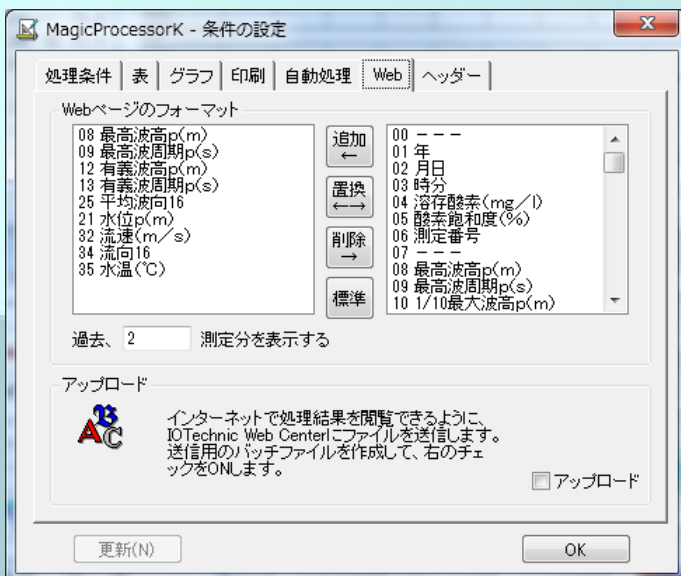 MagicProcessorK - 条件の設定
処理条件 表 グラフ 印刷 自動処理 Web ヘッダー
Webページのフォーマット
08 最高波高p(m)
09 最高波周期p(s)
12 有義波高p(m)
13 有義波周期p(s)
25 平均波向16
21 水位p(m)
32 流速(m/s)
34 流向16
35 水温(℃)
追加
←
置換
←→
削除
→
標準
00 ---
01 年
02 月日
03 時分
04 溶存酸素(mg/l)
05 酸素飽和度(%)
06 測定番号
07 ---
08 最高波高p(m)
09 最高波周期p(s)
10 1/10最大波高p(m)
過去、 2 測定分を表示する
アップロード
ABC
インターネットで処理結果を閲覧できるように、
IOTechnic Web Centerにファイルを送信します。
送信用のバッチファイルを作成して、右のチェ
ックをONします。
アップロード
更新(N)
OK